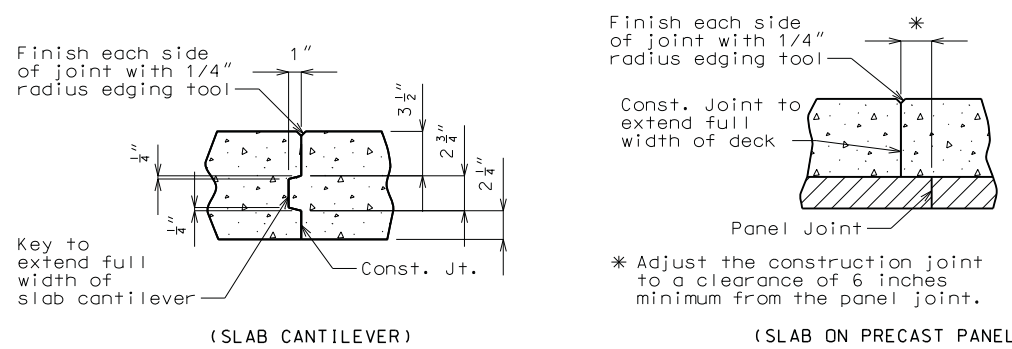 Finish each side
of joint with 1/4"
radius edging tool
1"
3 1/2"
2 3/4"
2 1/4"
1/4"
1/4"
Key to
extend full
width of
slab cantilever
Const. Jt.
(SLAB CANTILEVER)
Finish each side
of joint with 1/4"
radius edging tool
*
Const. Joint to
extend full
width of deck
Panel Joint
* Adjust the construction joint
to a clearance of 6 inches
minimum from the panel joint.
(SLAB ON PRECAST PANEL